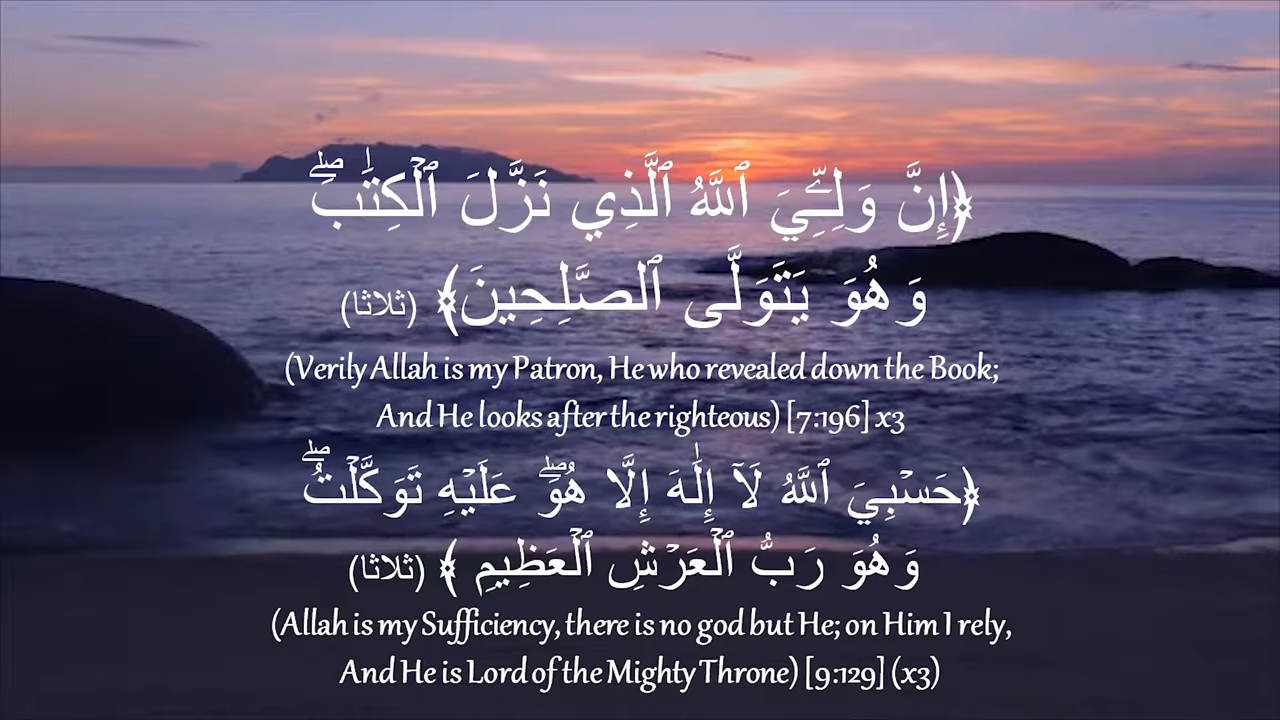 ﴿إِنَّ وَلِـِّۧيَ ٱللَّهُ ٱلَّذِي نَزَّلَ ٱلْكِتَٰبَۖ
وَهُوَ يَتَوَلَّى ٱلصَّٰلِحِينَ﴾ (ثلاثا)
(Verily Allah is my Patron, He who revealed down the Book;
And He looks after the righteous) [7:196] x3
﴿حَسْبِيَ ٱللَّهُ لَآ إِلَٰهَ إِلَّا هُوَۖ عَلَيْهِ تَوَكَّلْتُۖ
وَهُوَ رَبُّ ٱلْعَرْشِ ٱلْعَظِيمِ ﴾ (ثلاثا)
(Allah is my Sufficiency, there is no god but He; on Him I rely,
And He is Lord of the Mighty Throne) [9:129] (x3)